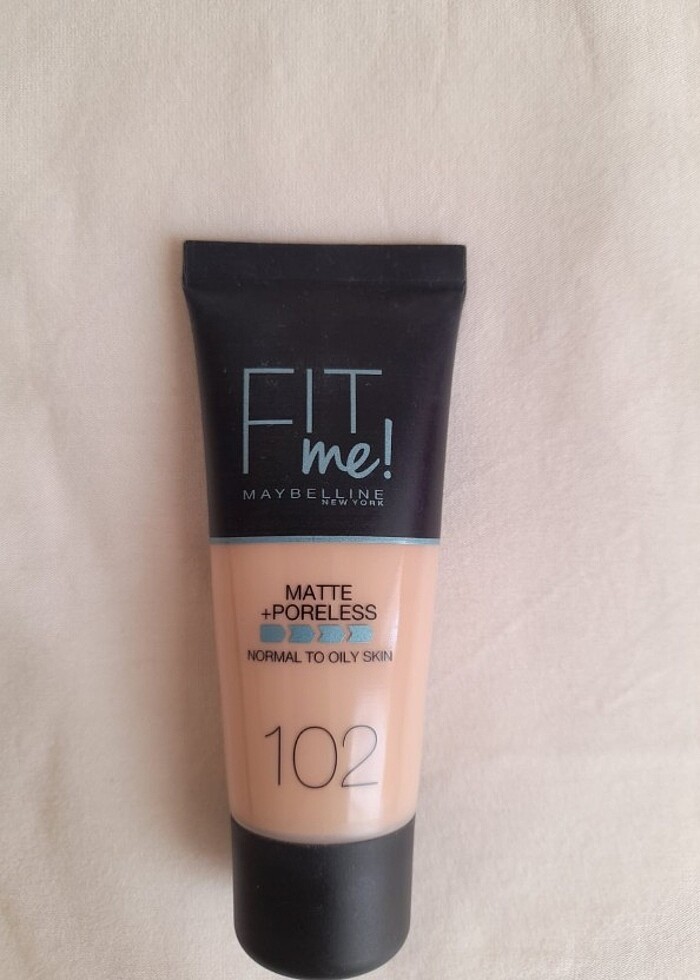 FIT
me!
MAYBELLINE
NEW YORK
MATTE
+PORELESS
NORMAL TO OILY SKIN
102